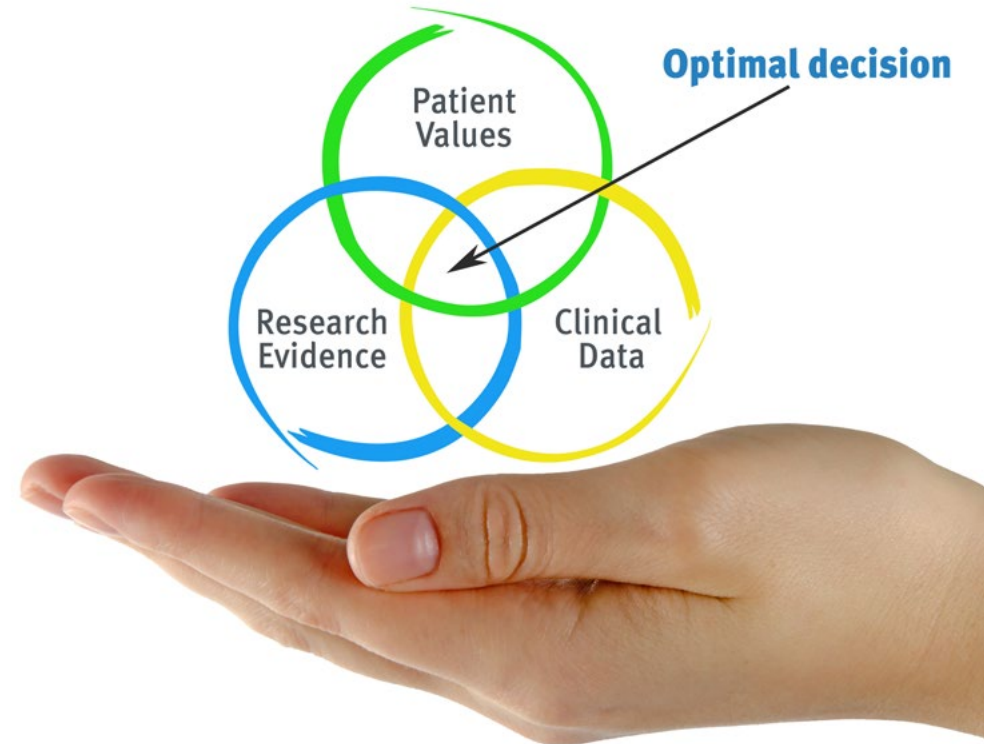 Optimal decision
Patient
Values
Research
Evidence
Clinical
Data